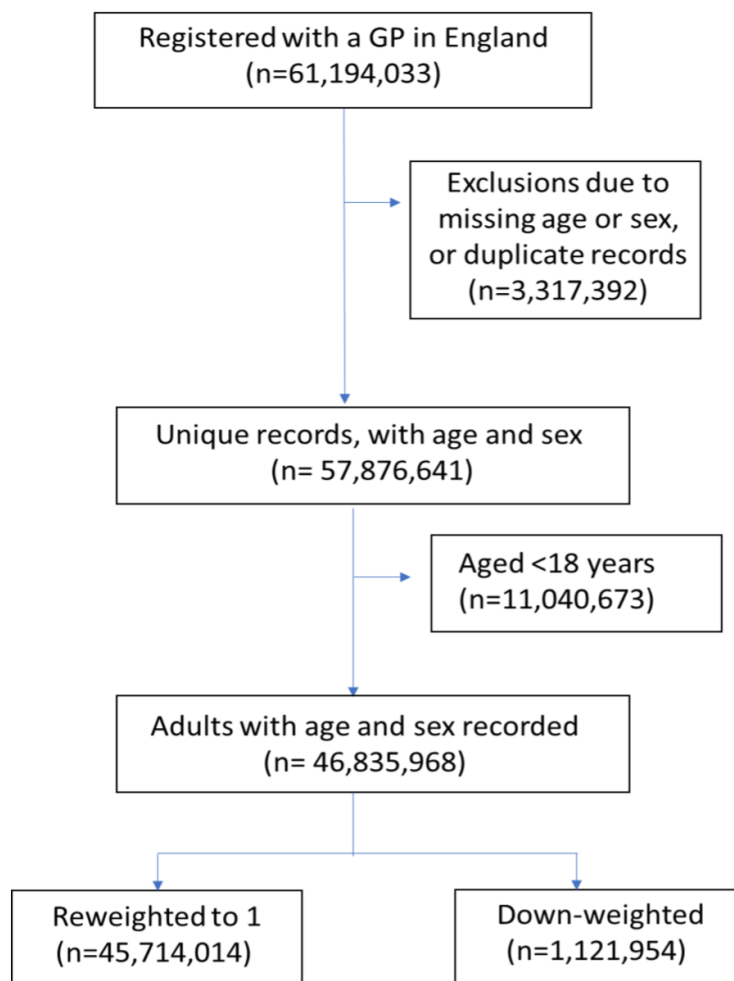 Registered with a GP in England
(n=61,194,033)
Exclusions due to
missing age or sex,
or duplicate records
(n=3,317,392)
Unique records, with age and sex
(n= 57,876,641)
Aged <18 years
(n=11,040,673)
Adults with age and sex recorded
(n= 46,835,968)
Reweighted to 1
(n=45,714,014)
Down-weighted
(n=1,121,954)